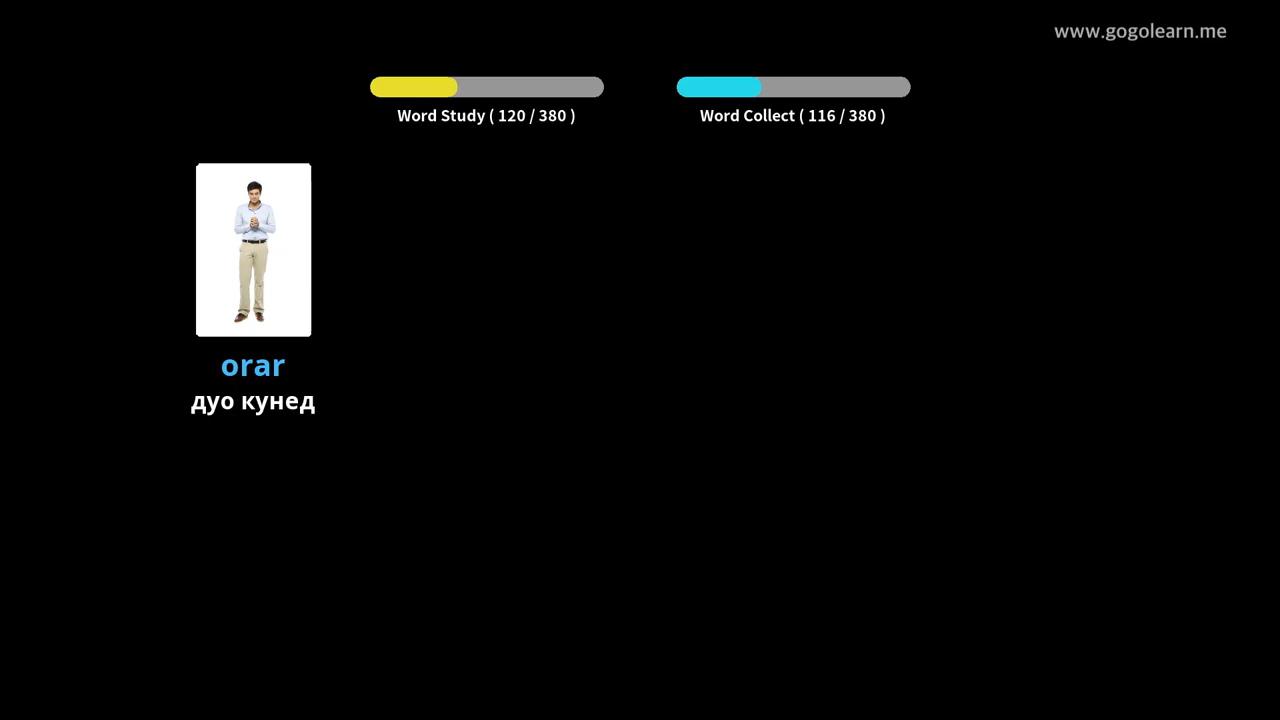 www.gogolearn.me
Word Study ( 120 / 380 )
Word Collect ( 116 / 380 )
orar
дуо кунед